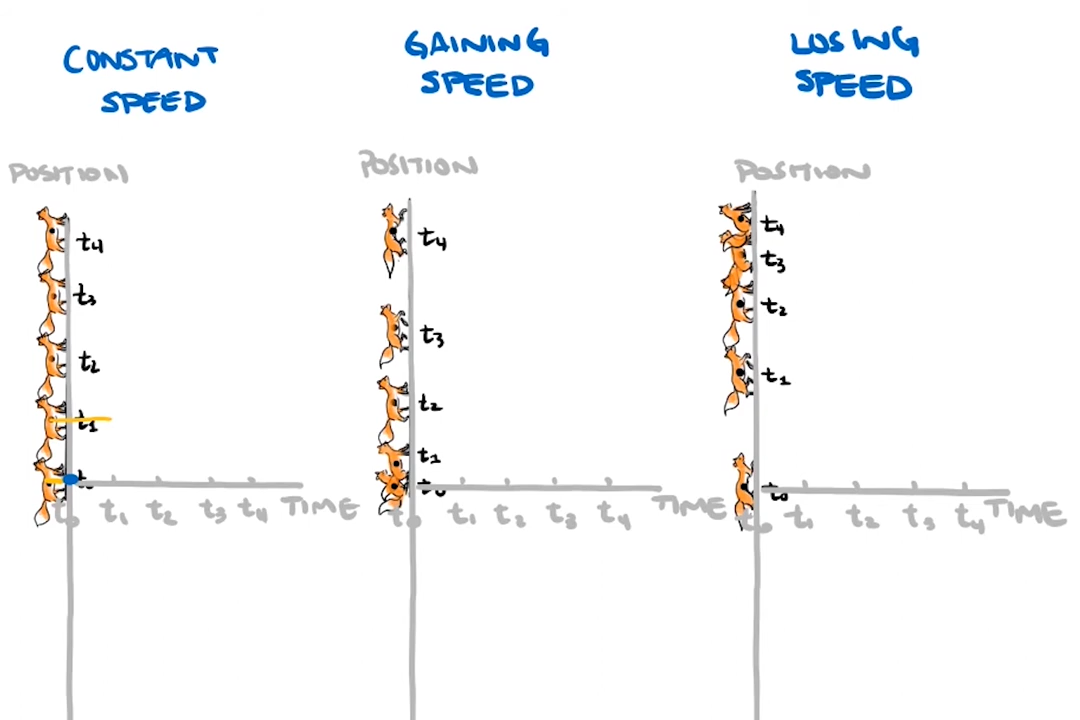 CONSTANT
SPEED
GAINING
SPEED
LOSING
SPEED
POSITION
t4
t3
t2
t1
t0 t1 t2 t3 t4 TIME
POSITION
t4
t3
t2
t1
t0
t0 t1 t2 t3 t4 TIME
POSITION
t4
t3
t2
t1
t0
t0 t1 t2 t3 t4 TIME